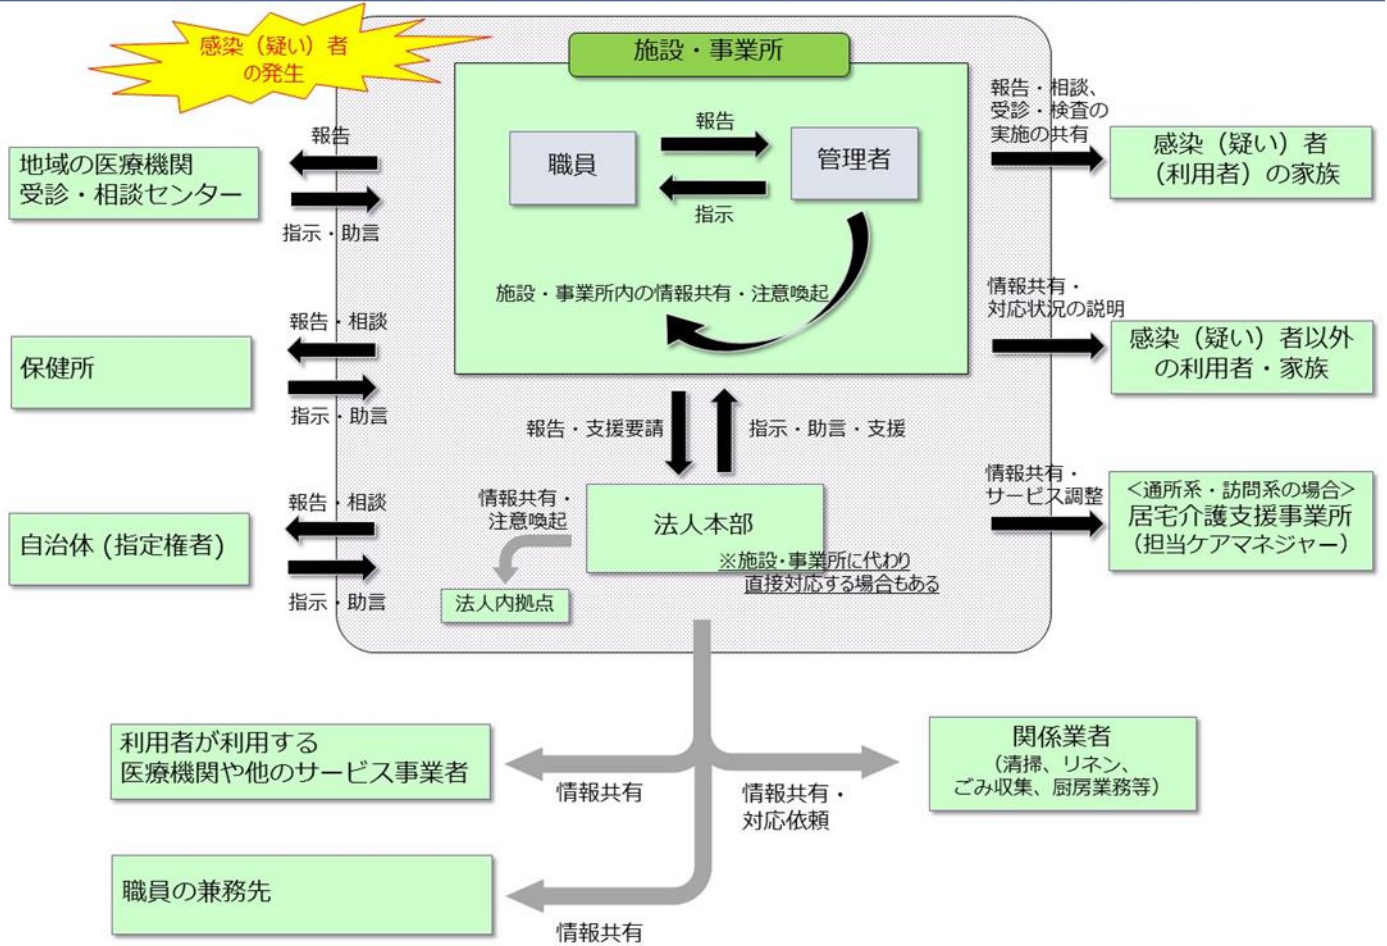 感染（疑い）者
の発生
施設・事業所
報告
職員
管理者
指示
施設・事業所内の情報共有・注意喚起
報告
地域の医療機関
受診・相談センター
指示・助言
報告・相談
保健所
指示・助言
報告・相談
自治体 (指定権者)
指示・助言
報告・相談、
受診・検査の
実施の共有
感染（疑い）者
（利用者）の家族
情報共有・
対応状況の説明
感染（疑い）者以外
の利用者・家族
情報共有・
サービス調整
＜通所系・訪問系の場合＞
居宅介護支援事業所
（担当ケアマネジャー）
報告・支援要請
指示・助言・支援
法人本部
※施設・事業所に代わり
直接対応する場合もある
情報共有・
注意喚起
法人内拠点
利用者が利用する
医療機関や他のサービス事業者
情報共有
情報共有・
対応依頼
関係業者
（清掃、リネン、
ごみ収集、厨房業務等）
職員の兼務先
情報共有